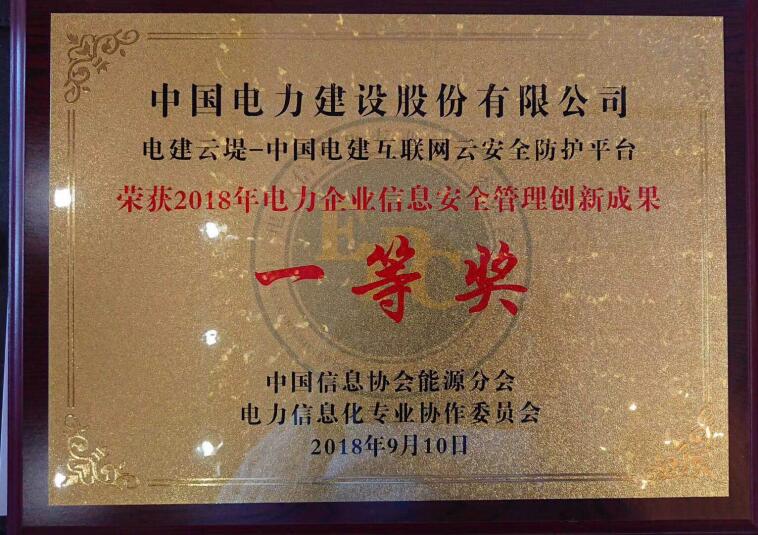 中国电力建设股份有限公司
电建云堤-中国电建互联网云安全防护平台
荣获2018年电力企业信息安全管理创新成果
一等奖
EPC
中国信息协会能源分会
电力信息化专业协作委员会
2018年9月10日